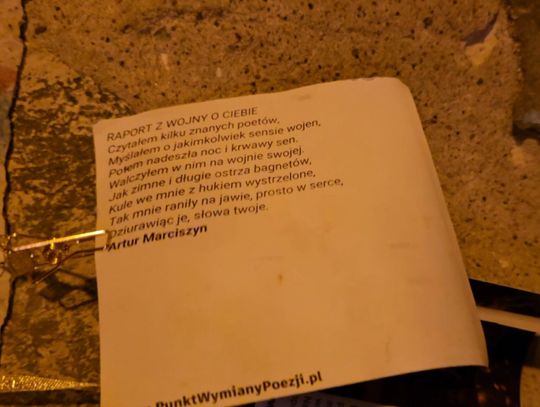 RAPORT Z WOJNY O CIEBIE
Czytałem kilku znanych poetów,
Myślałem o jakimkolwiek sensie wojen,
Potem nadeszła noc i krwawy sen.
Walczyłem w nim na wojnie swojej.
Jak zimne i długie ostrza bagnetów,
Kule we mnie z hukiem wystrzelone,
Tak mnie raniły na jawie, prosto w serce,
Dziurawiąc je, słowa twoje.
Artur Marciszyn
PunktWymianyPoezji.pl